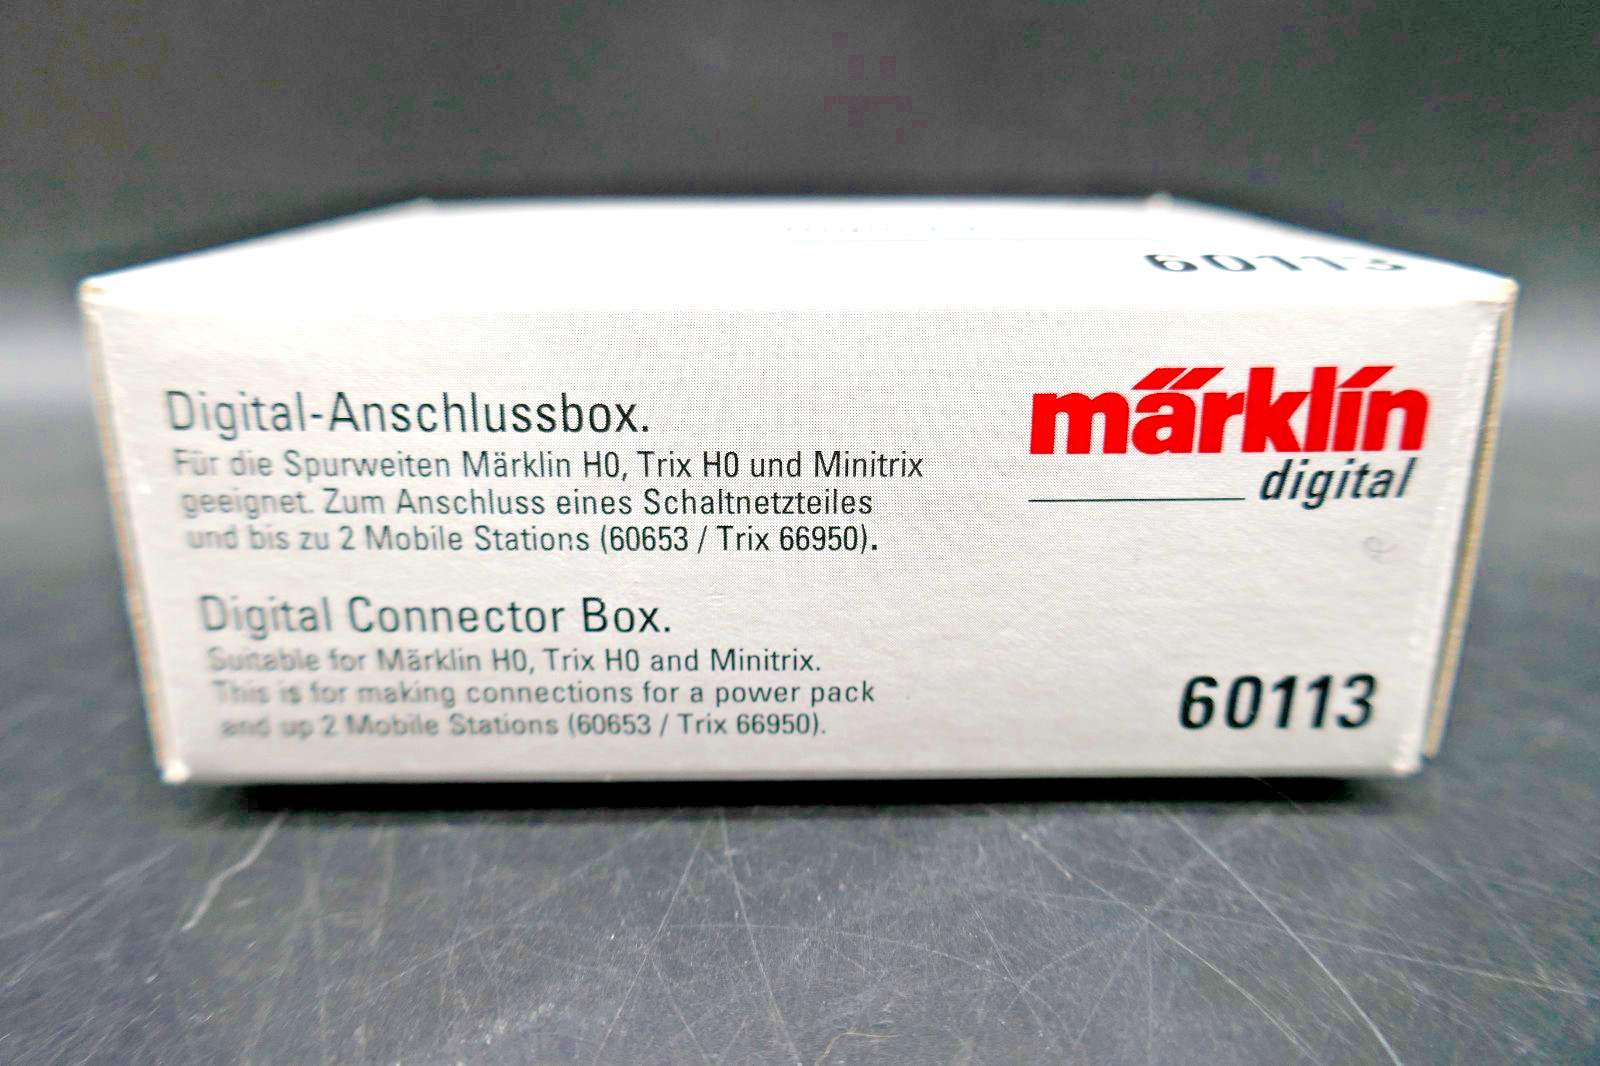 60113
Digital-Anschlussbox.
Für die Spurweiten Märklin H0, Trix H0 und Minitrix
geeignet. Zum Anschluss eines Schaltnetzteiles
und bis zu 2 Mobile Stations (60653 / Trix 66950).
märklin
digital
Digital Connector Box.
Suitable for Märklin H0, Trix H0 and Minitrix.
This is for making connections for a power pack
and up 2 Mobile Stations (60653 / Trix 66950).
60113